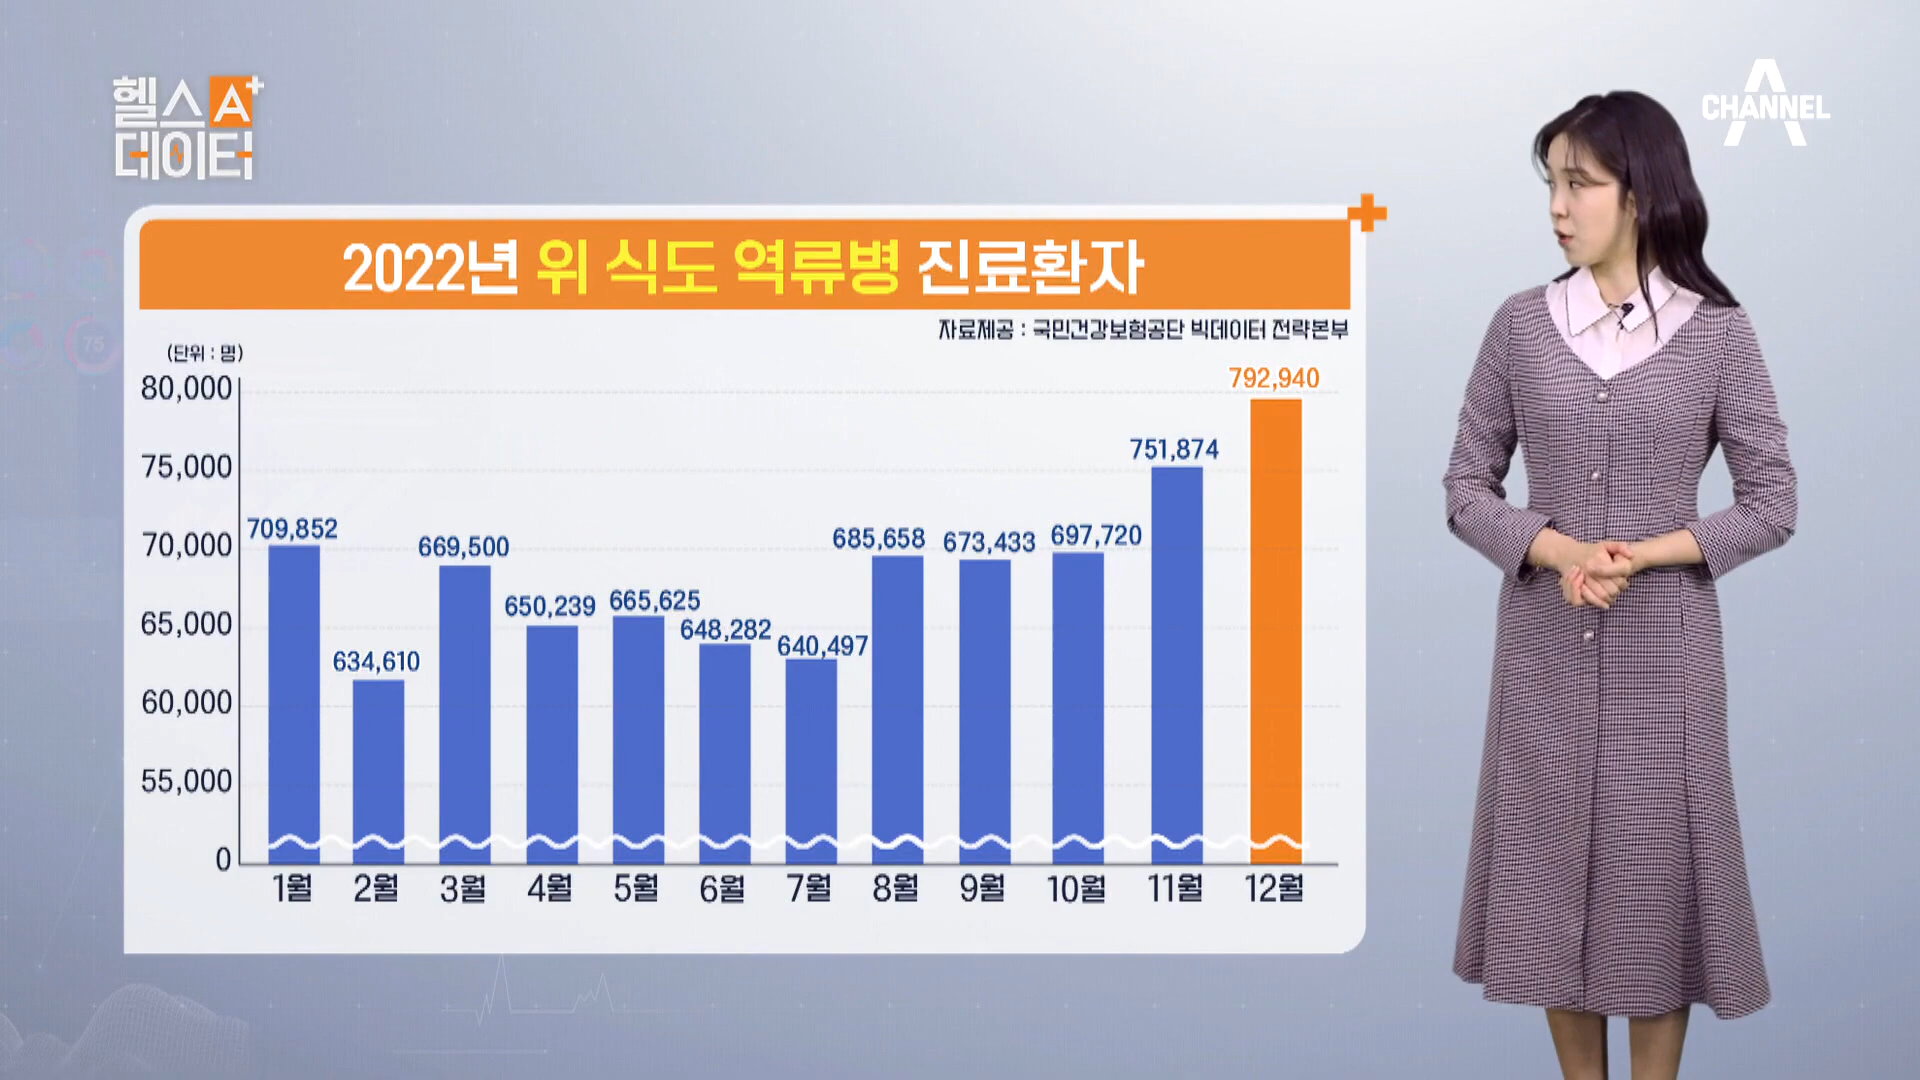 헬스 A+
데이터
CHANNEL A
2022년 위 식도 역류병 진료환자
자료제공 : 국민건강보험공단 빅데이터 전략본부
(단위 : 명)
80,000
75,000
70,000
65,000
60,000
55,000
0
709,852
634,610
669,500
650,239
665,625
648,282
640,497
685,658
673,433
697,720
751,874
792,940
1월 2월 3월 4월 5월 6월 7월 8월 9월 10월 11월 12월
75